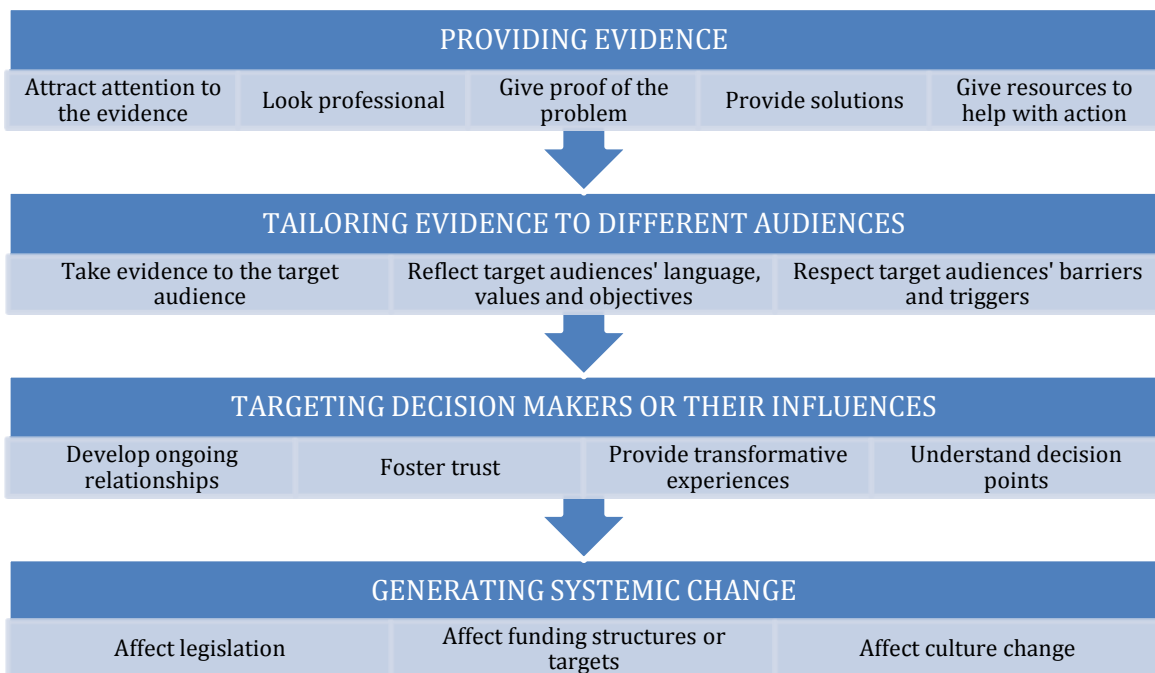 PROVIDING EVIDENCE
Attract attention to
the evidence
Look professional
Give proof of the
problem
Provide solutions
Give resources to
help with action
TAILORING EVIDENCE TO DIFFERENT AUDIENCES
Take evidence to the target
audience
Reflect target audiences' language,
values and objectives
Respect target audiences' barriers
and triggers
TARGETING DECISION MAKERS OR THEIR INFLUENCES
Develop ongoing
relationships
Foster trust
Provide transformative
experiences
Understand decision
points
GENERATING SYSTEMIC CHANGE
Affect legislation
Affect funding structures or
targets
Affect culture change